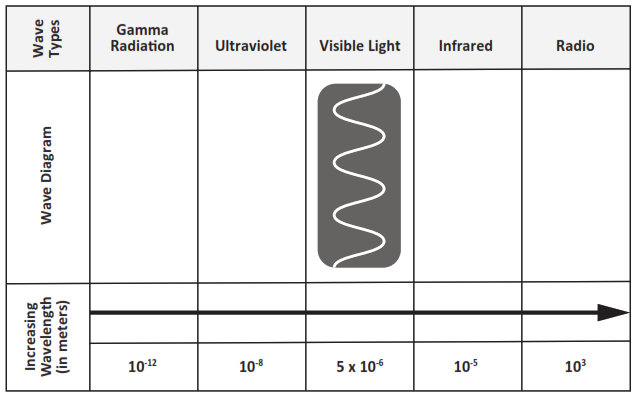 Wave
Types
Gamma
Radiation
Ultraviolet
Visible Light
Infrared
Radio
Wave Diagram
Increasing
Wavelength
(in meters)
10⁻¹²
10⁻⁸
5 x 10⁻⁶
10⁻⁵
10³